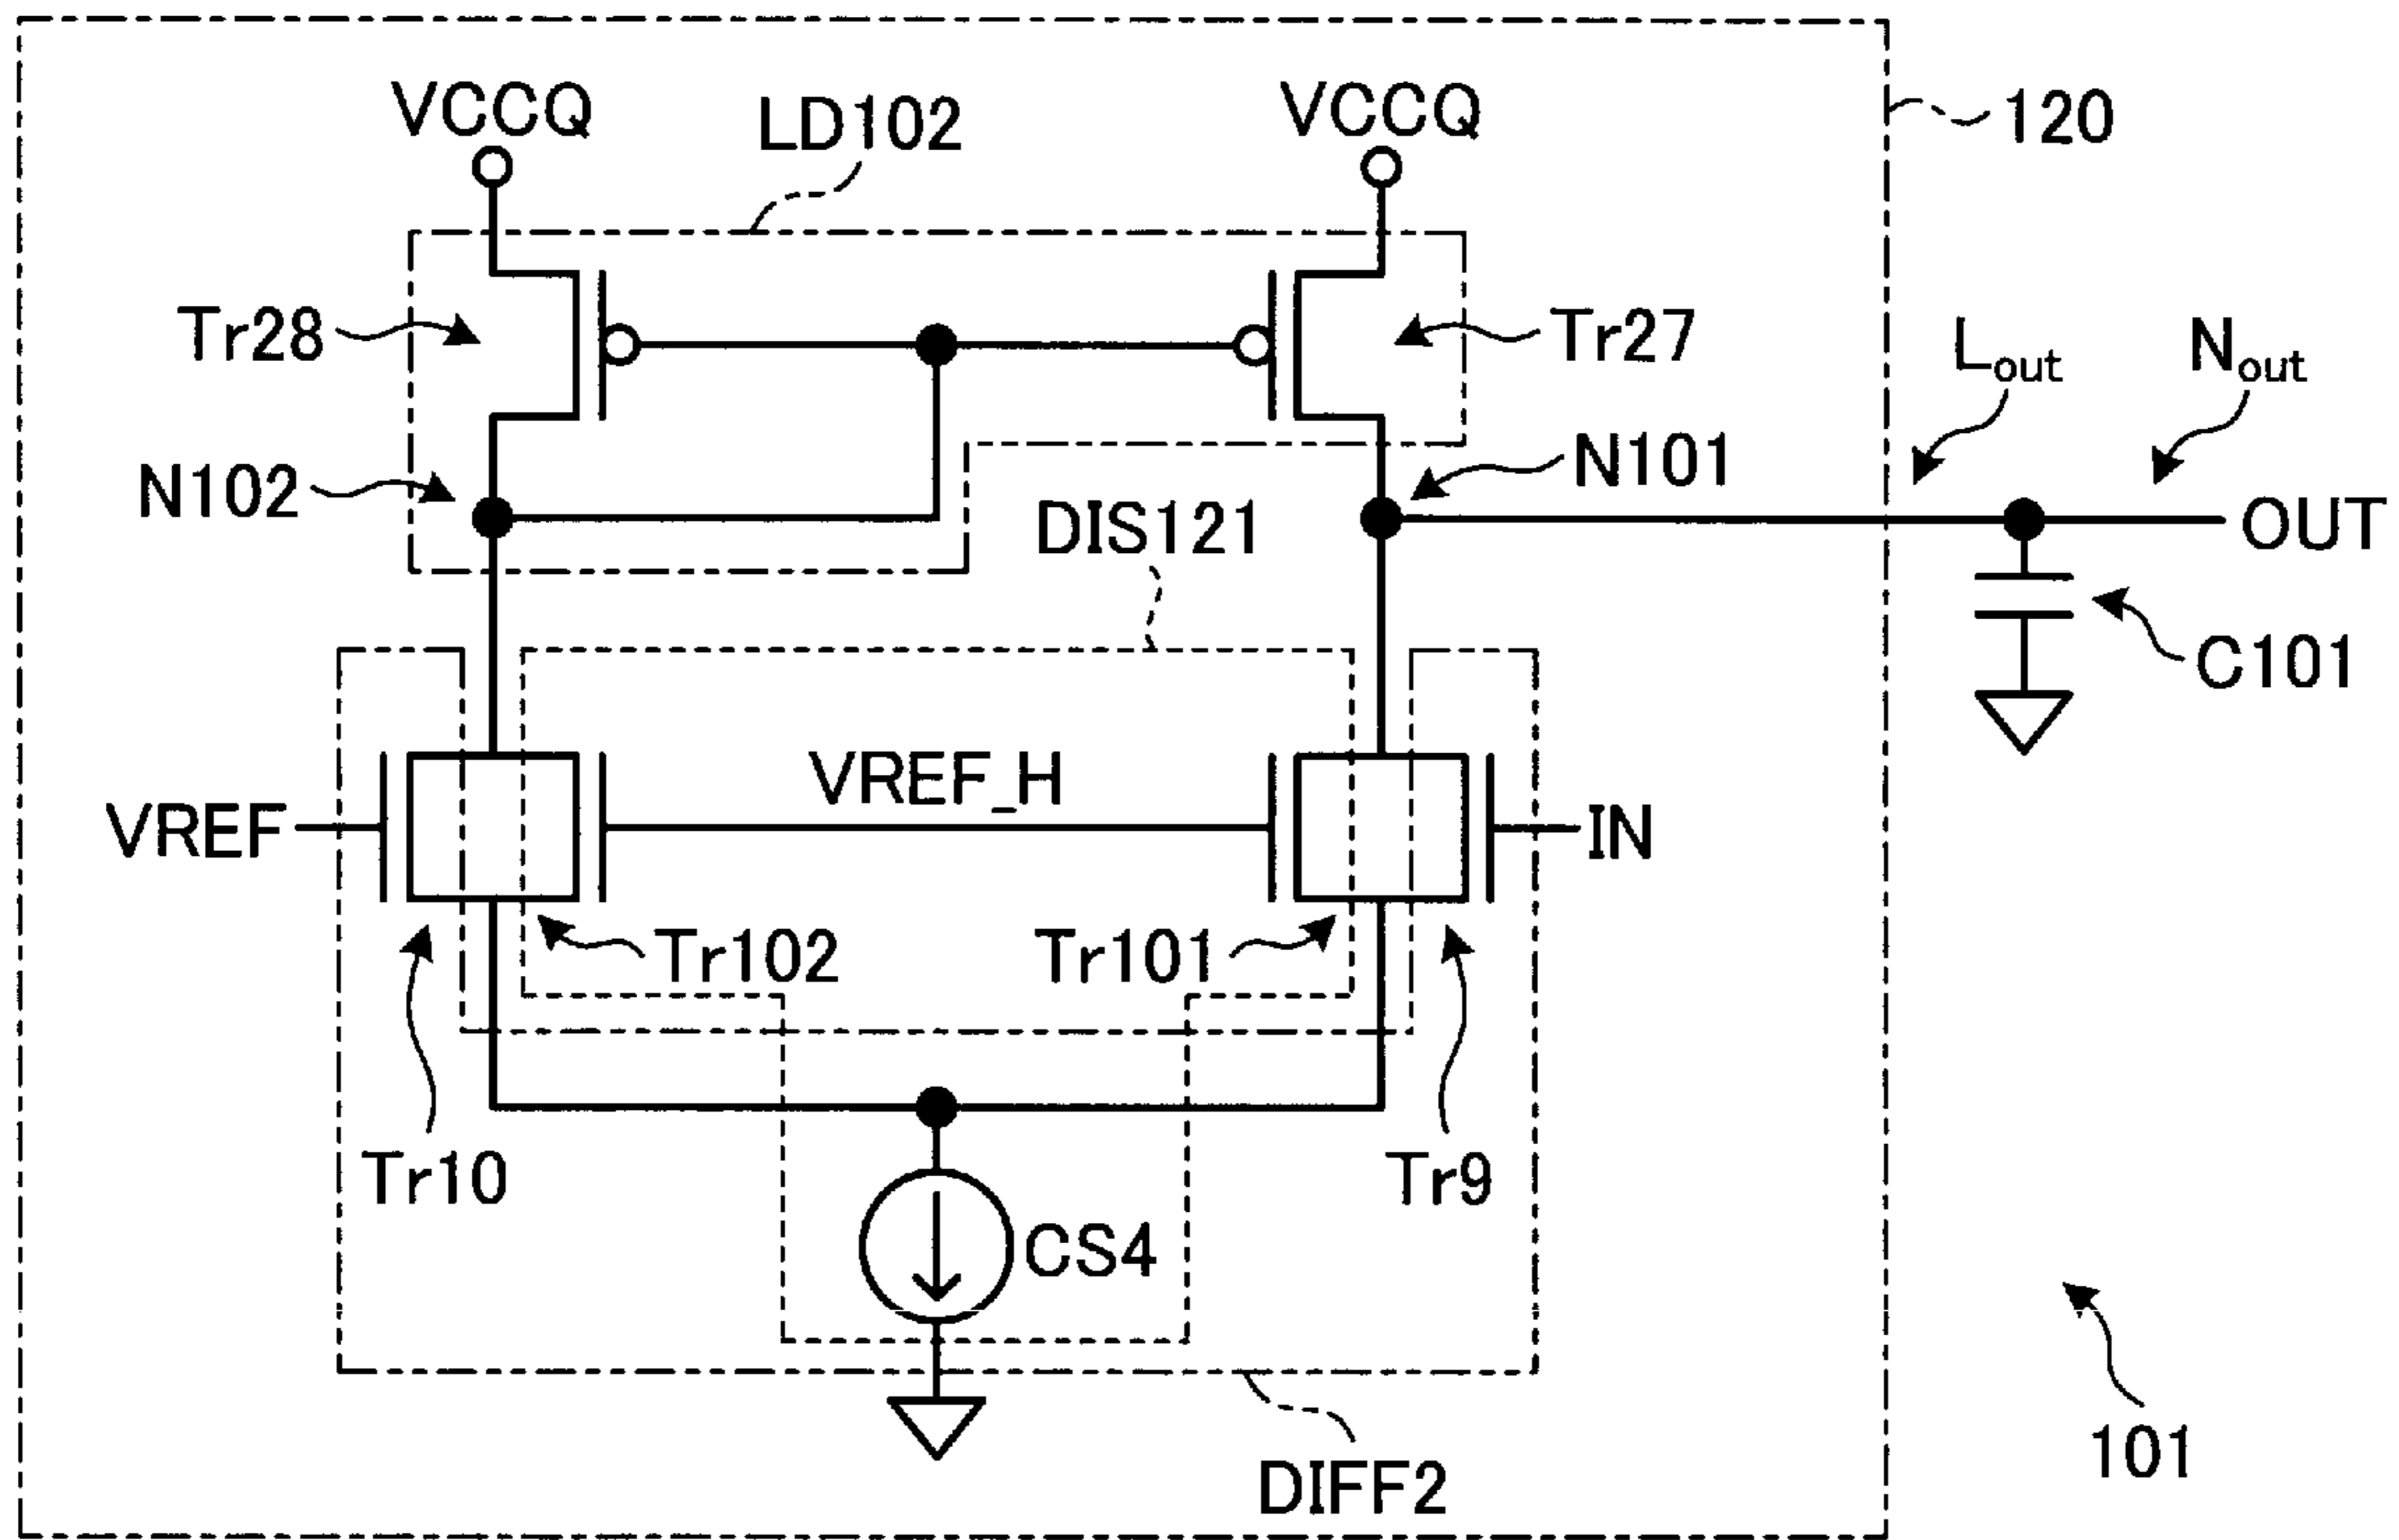 VCCQ
LD102
VCCQ
120
Tr28
Tr27
Lout
Nout
N102
N101
DIS121
OUT
C101
VREF
VREF_H
IN
Tr102
Tr101
Tr10
Tr9
CS4
DIFF2
101